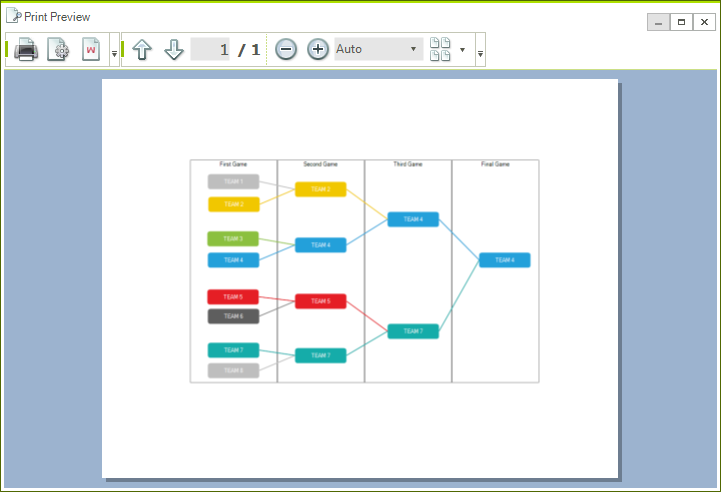 Print Preview
W
1 / 1
Auto
First Game
Second Game
Third Game
Final Game
TEAM 1
TEAM 2
TEAM 2
TEAM 4
TEAM 3
TEAM 4
TEAM 4
TEAM 4
TEAM 5
TEAM 5
TEAM 6
TEAM 7
TEAM 7
TEAM 7
TEAM 8